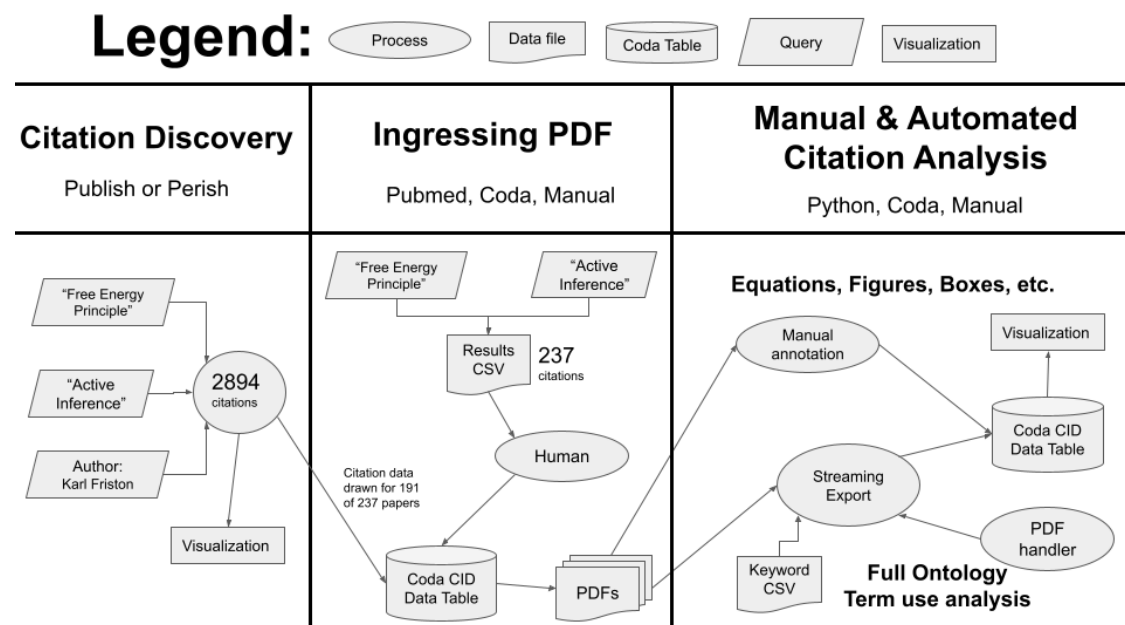 Legend:
Process
Data file
Coda Table
Query
Visualization
Citation Discovery
Publish or Perish
Ingressing PDF
Pubmed, Coda, Manual
Manual & Automated
Citation Analysis
Python, Coda, Manual
“Free Energy
Principle”
“Active
Inference”
Author:
Karl Friston
2894
citations
Visualization
“Free Energy
Principle”
“Active
Inference”
Results
CSV
237
citations
Human
Citation data
drawn for 191
of 237 papers
Coda CID
Data Table
PDFs
Equations, Figures, Boxes, etc.
Manual
annotation
Visualization
Coda CID
Data Table
Streaming
Export
PDF
handler
Keyword
CSV
Full Ontology
Term use analysis